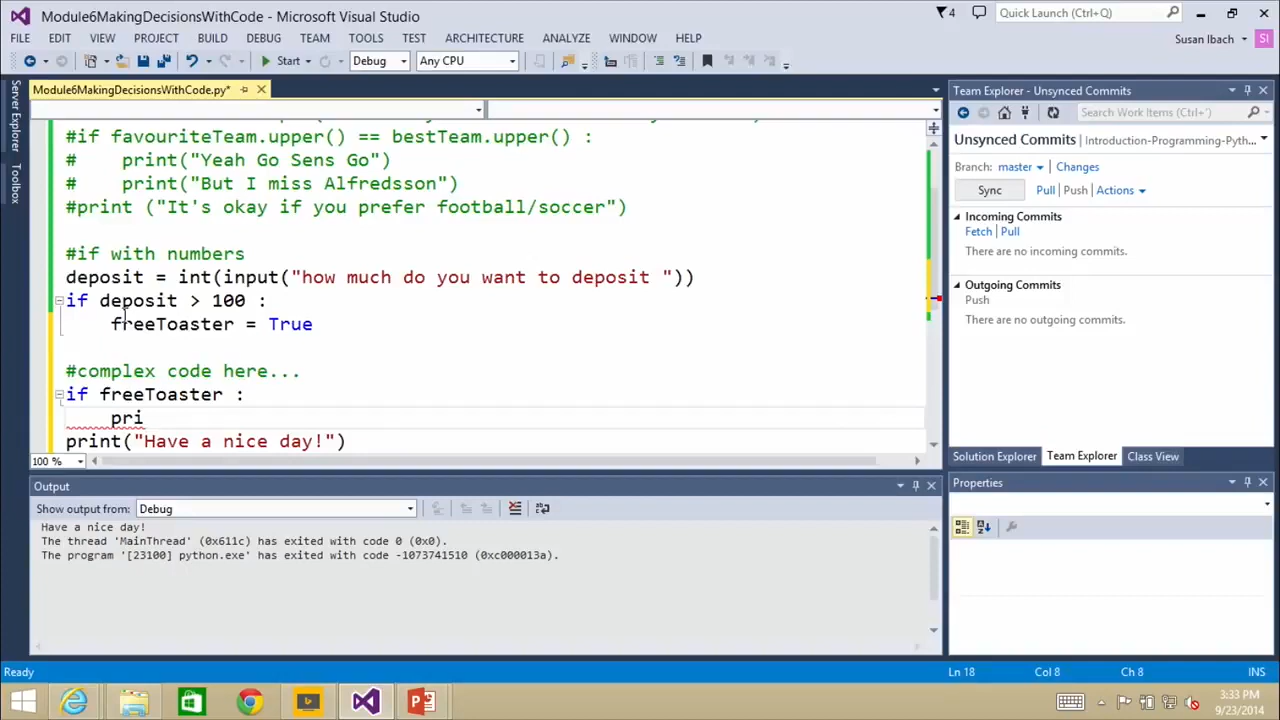 Module6MakingDecisionsWithCode - Microsoft Visual Studio
4
Quick Launch (Ctrl+Q)
FILE EDIT VIEW PROJECT BUILD DEBUG TEAM TOOLS TEST ARCHITECTURE ANALYZE WINDOW HELP
Susan Ibach SI
Start Debug Any CPU
Server Explorer
Toolbox
Module6MakingDecisionsWithCode.py*
#if favouriteTeam.upper() == bestTeam.upper() :
#    print("Yeah Go Sens Go")
#    print("But I miss Alfredsson")
#print ("It's okay if you prefer football/soccer")
#if with numbers
deposit = int(input("how much do you want to deposit "))
if deposit > 100 :
    freeToaster = True
#complex code here...
if freeToaster :
    pri
print("Have a nice day!")
100 %
Output
Show output from: Debug
Have a nice day!
The thread 'MainThread' (0x611c) has exited with code 0 (0x0).
The program '[23100] python.exe' has exited with code -1073741510 (0xc000013a).
Team Explorer - Unsynced Commits
Search Work Items (Ctrl+')
Unsynced Commits | Introduction-Programming-Pyth...
Branch: master Changes
Sync Pull Push Actions
Incoming Commits
Fetch | Pull
There are no incoming commits.
Outgoing Commits
Push
There are no outgoing commits.
Solution Explorer Team Explorer Class View
Properties
Ready Ln 18 Col 8 Ch 8 INS
3:33 PM
9/23/2014